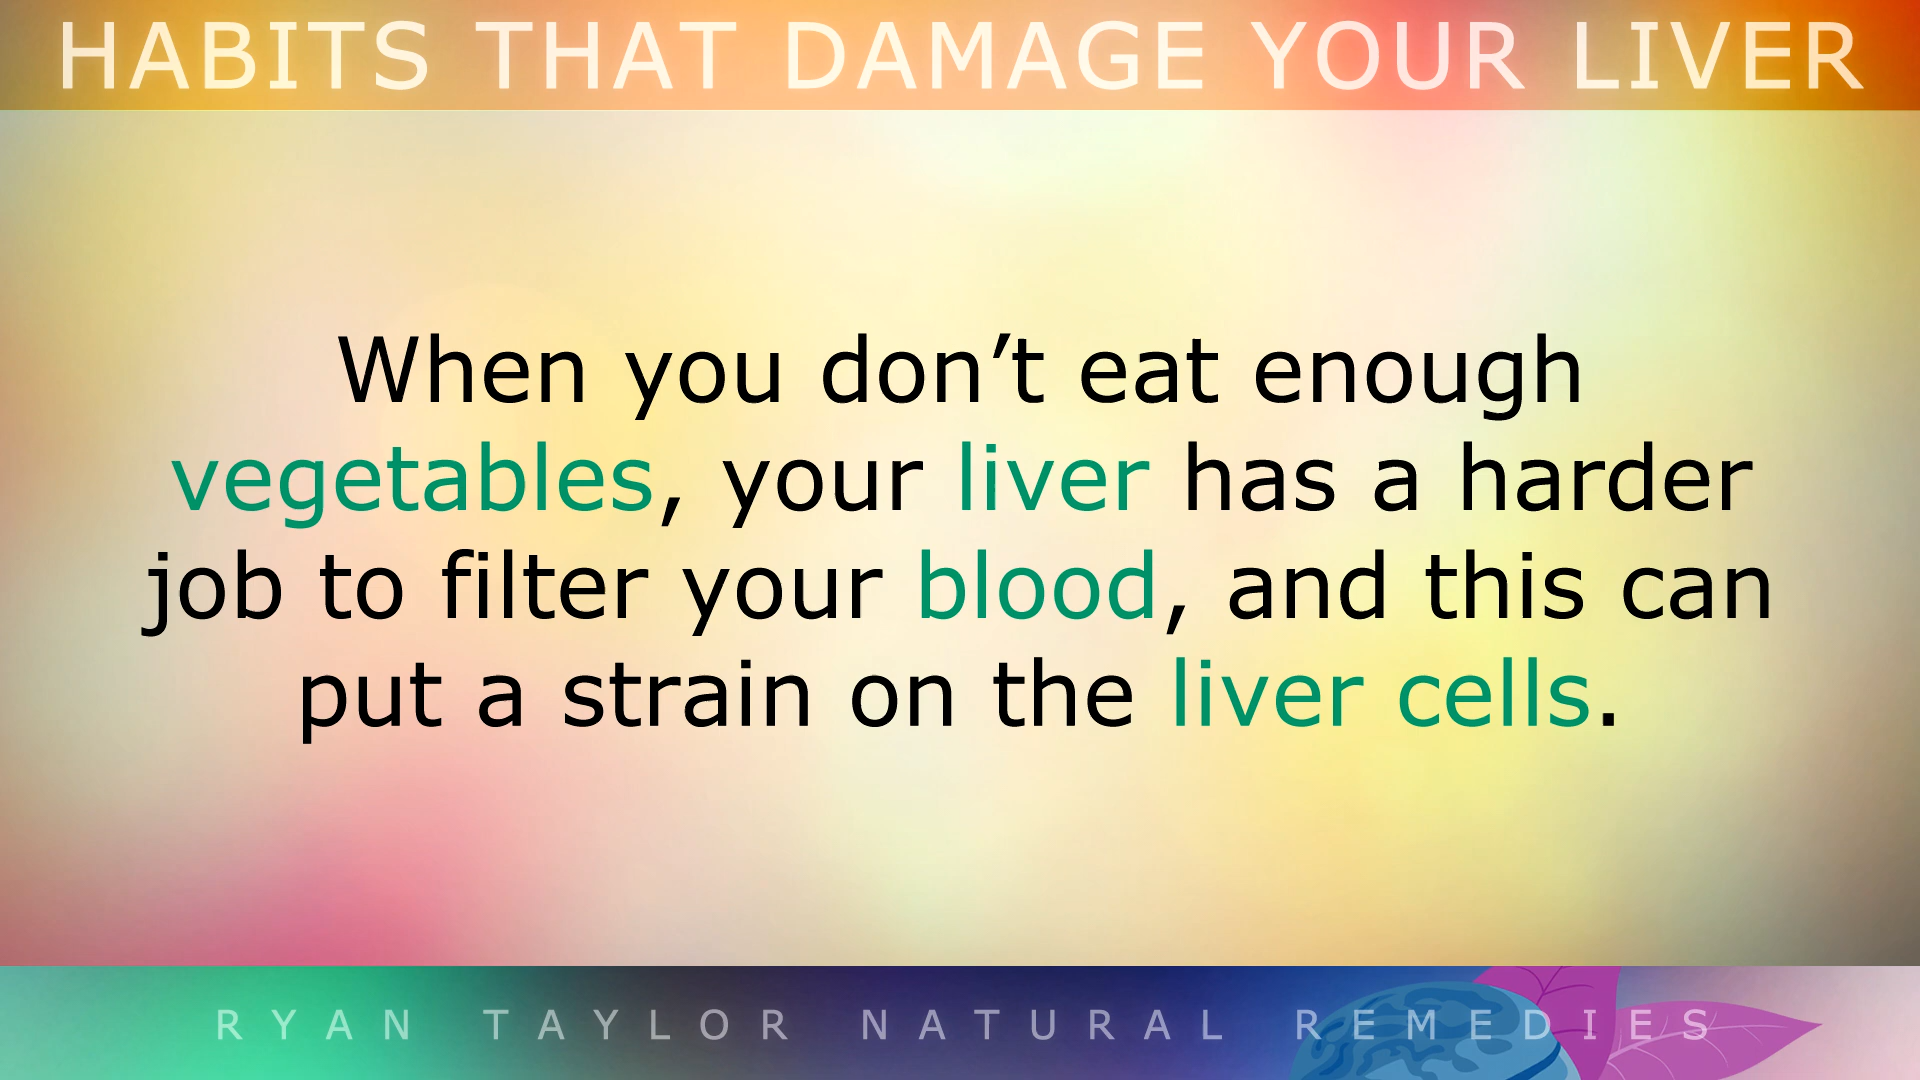 HABITS THAT DAMAGE YOUR LIVER
When you don’t eat enough
vegetables, your liver has a harder
job to filter your blood, and this can
put a strain on the liver cells.
RYAN TAYLOR NATURAL REMEDIES